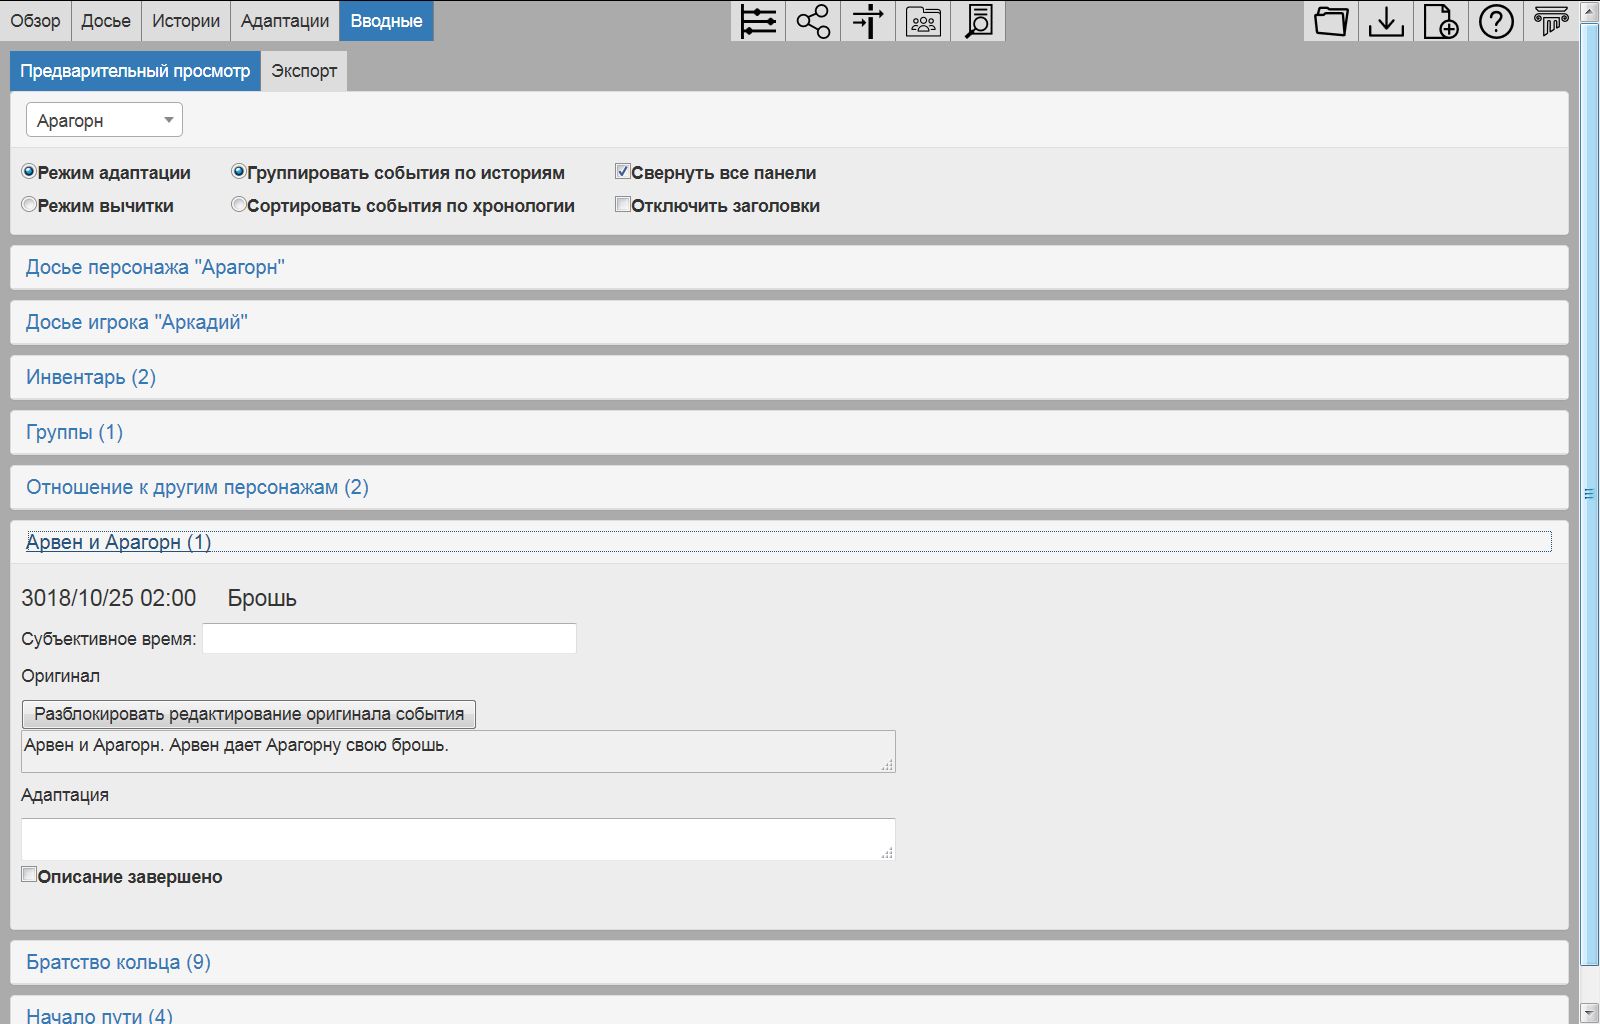 Обзор Досье Истории Адаптации Вводные
Предварительный просмотр Экспорт
Арагорн
Режим адаптации Группировать события по историям Свернуть все панели
Режим вычитки Сортировать события по хронологии Отключить заголовки
Досье персонажа "Арагорн"
Досье игрока "Аркадий"
Инвентарь (2)
Группы (1)
Отношение к другим персонажам (2)
Арвен и Арагорн (1)
3018/10/25 02:00 Брошь
Субъективное время:
Оригинал
Разблокировать редактирование оригинала события
Арвен и Арагорн. Арвен дает Арагорну свою брошь.
Адаптация
Описание завершено
Братство кольца (9)
Начало пути (4)